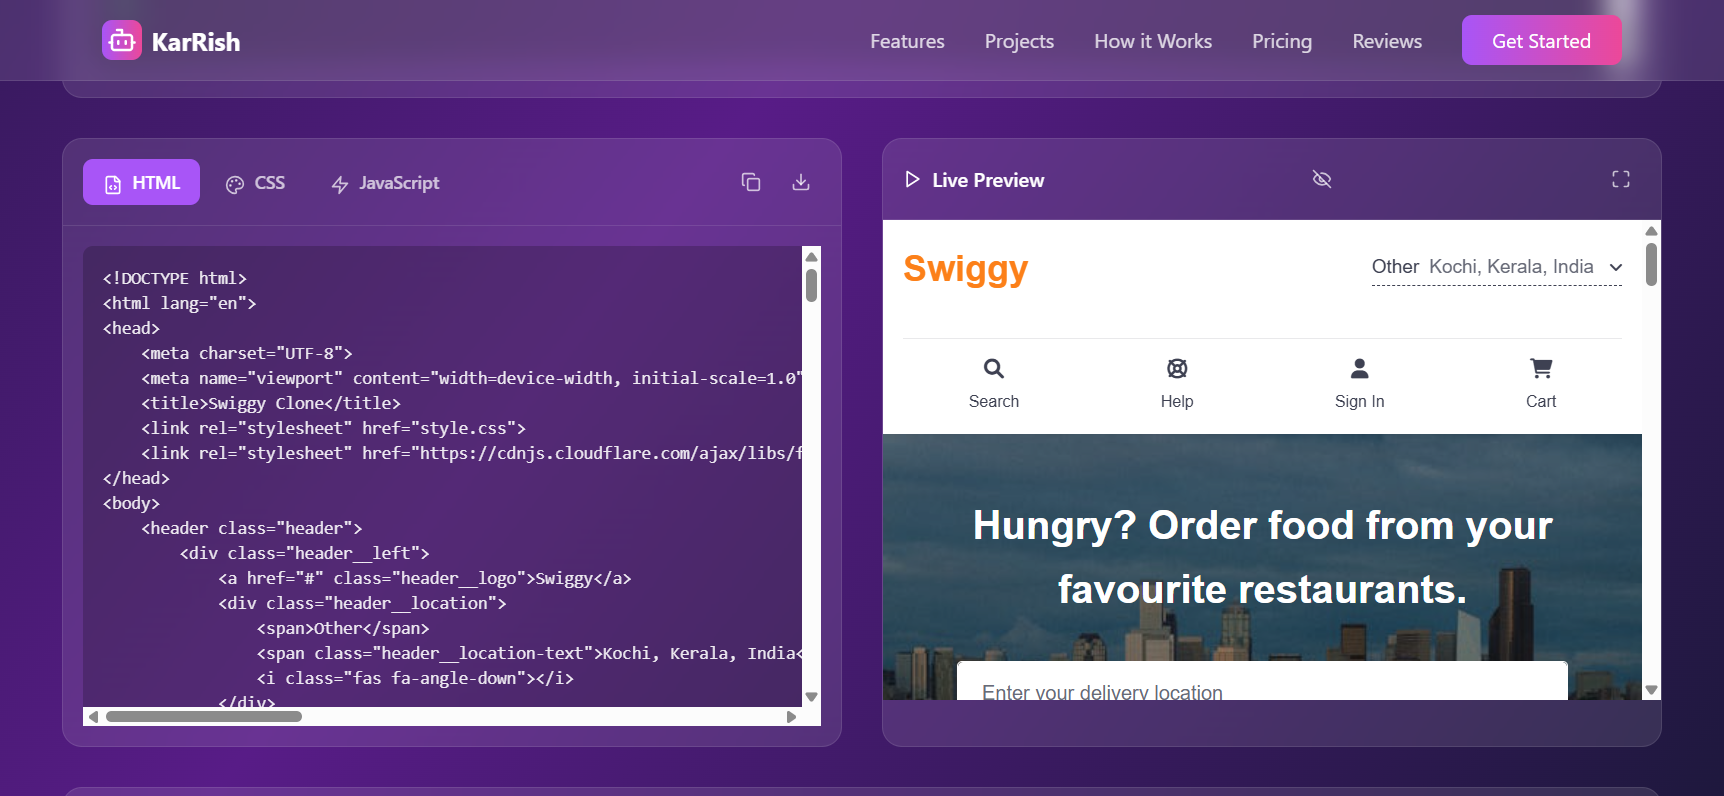 KarRish
Features
Projects
How it Works
Pricing
Reviews
Get Started
HTML
CSS
JavaScript
<!DOCTYPE html>
<html lang="en">
<head>
<meta charset="UTF-8">
<meta name="viewport" content="width=device-width, initial-scale=1.0"
<title>Swiggy Clone</title>
<link rel="stylesheet" href="style.css">
<link rel="stylesheet" href="https://cdnjs.cloudflare.com/ajax/libs/f
</head>
<body>
<header class="header">
<div class="header__left">
<a href="#" class="header__logo">Swiggy</a>
<div class="header__location">
<span>Other</span>
<span class="header__location-text">Kochi, Kerala, India<
<i class="fas fa-angle-down"></i>
</div>
Live Preview
Swiggy
Other Kochi, Kerala, India
Search
Help
Sign In
Cart
Hungry? Order food from your
favourite restaurants.
Enter your delivery location